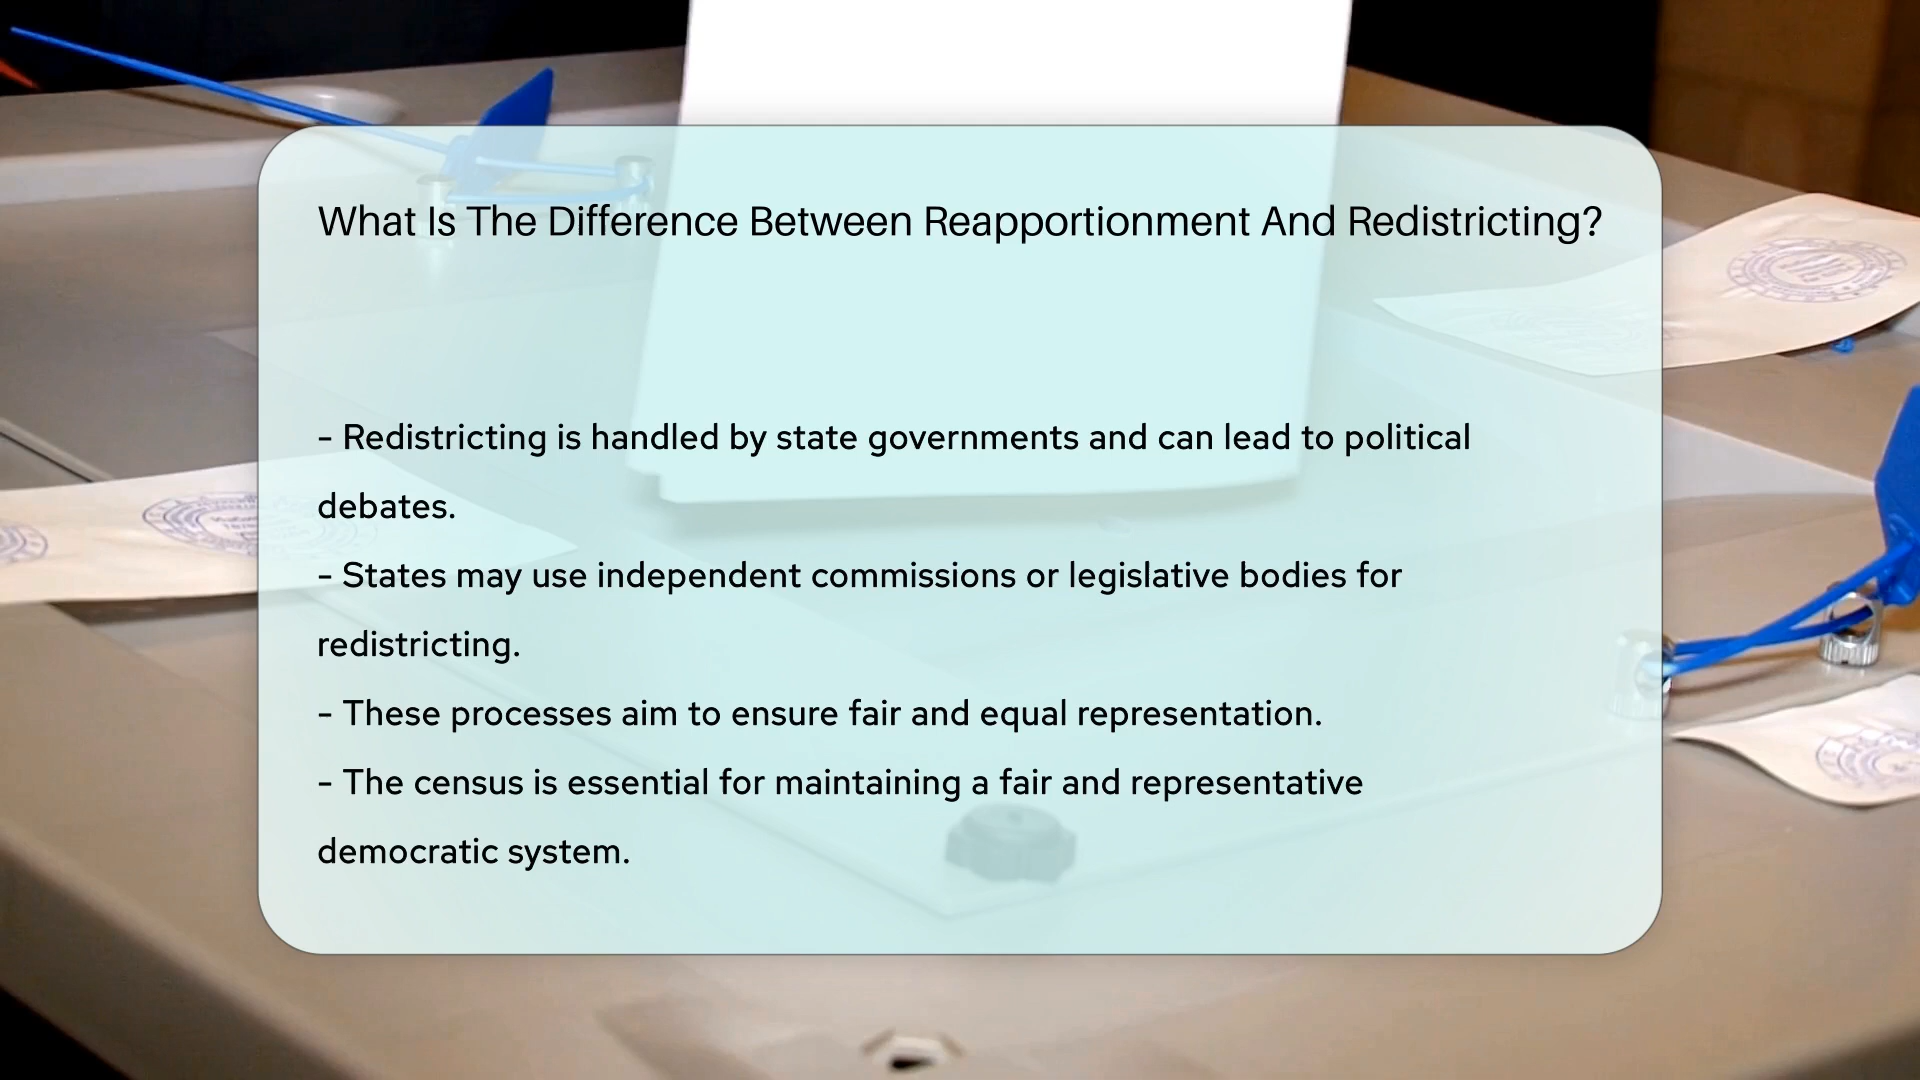 What Is The Difference Between Reapportionment And Redistricting?
- Redistricting is handled by state governments and can lead to political
debates.
- States may use independent commissions or legislative bodies for
redistricting.
- These processes aim to ensure fair and equal representation.
- The census is essential for maintaining a fair and representative
democratic system.